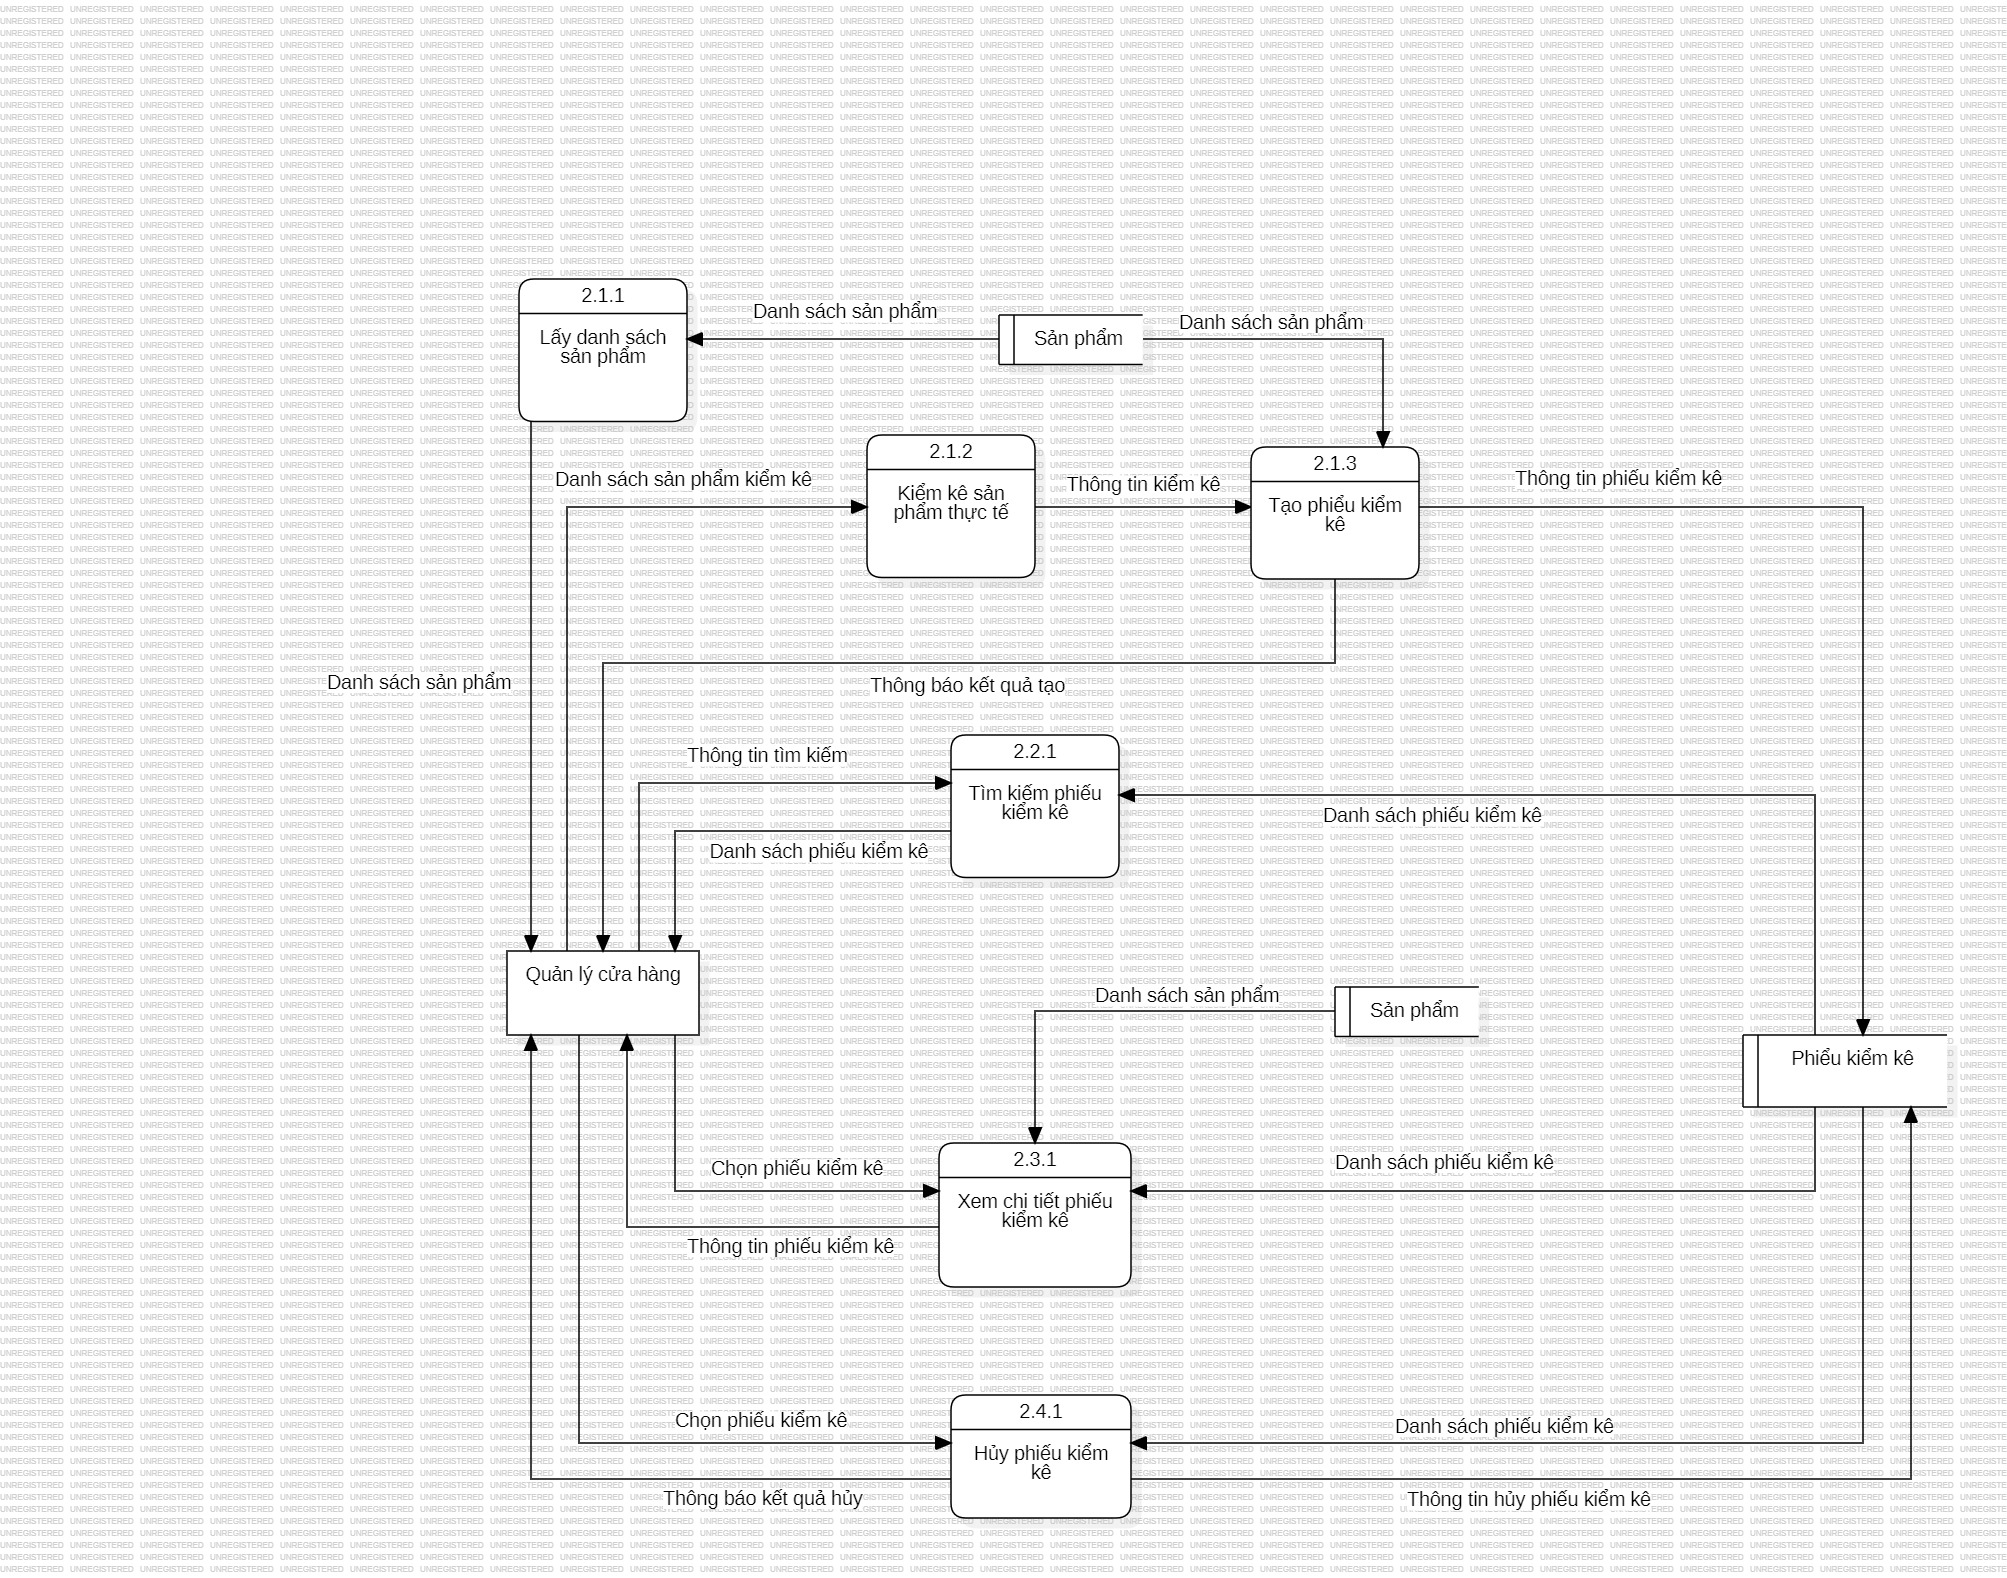 2.1.1
Lấy danh sách
sản phẩm
Danh sách sản phẩm
Sản phẩm
Danh sách sản phẩm
2.1.2
Kiểm kê sản
phẩm thực tế
Danh sách sản phẩm kiểm kê
Thông tin kiểm kê
2.1.3
Tạo phiểu kiểm
kê
Thông tin phiếu kiểm kê
Danh sách sản phẩm
Thông báo kết quả tạo
Thông tin tìm kiếm
2.2.1
Tìm kiếm phiếu
kiểm kê
Danh sách phiếu kiểm kê
Danh sách phiếu kiểm kê
Quản lý cửa hàng
Danh sách sản phẩm
Sản phẩm
Phiểu kiểm kê
2.3.1
Xem chi tiết phiếu
kiểm kê
Chọn phiếu kiểm kê
Danh sách phiếu kiểm kê
Thông tin phiếu kiểm kê
2.4.1
Hủy phiếu kiểm
kê
Chọn phiếu kiểm kê
Danh sách phiếu kiểm kê
Thông báo kết quả hủy
Thông tin hủy phiếu kiểm kê
UNREGISTERED